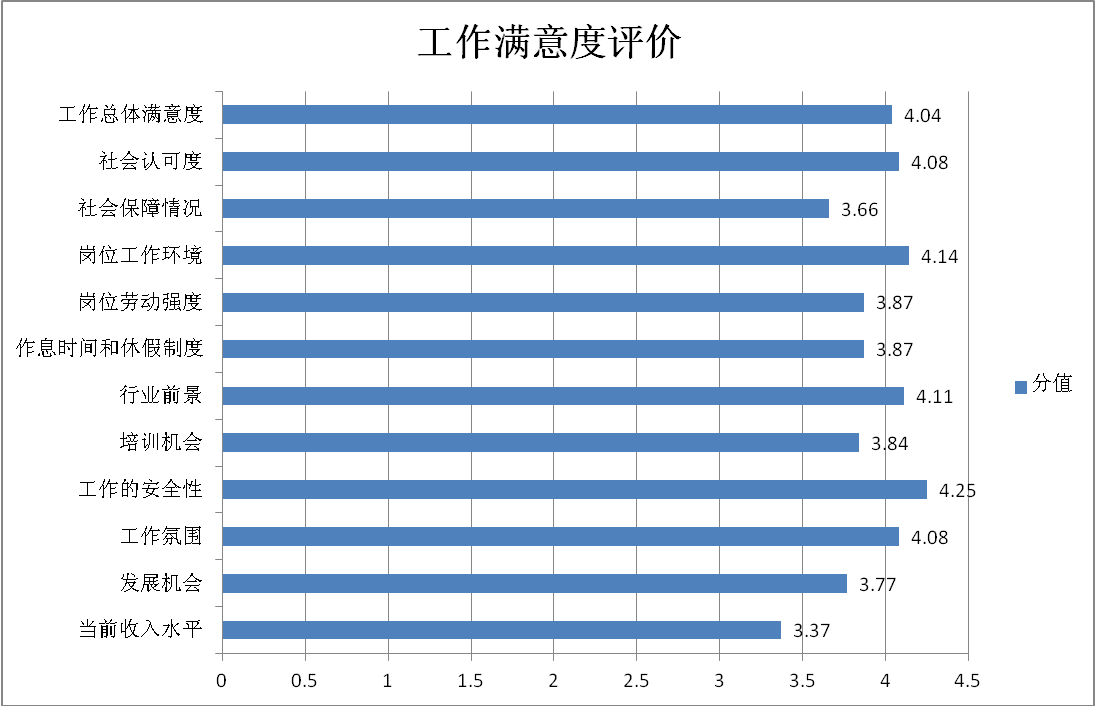 工作满意度评价
工作总体满意度 4.04
社会认可度 4.08
社会保障情况 3.66
岗位工作环境 4.14
岗位劳动强度 3.87
作息时间和休假制度 3.87
行业前景 4.11
分值
培训机会 3.84
工作的安全性 4.25
工作氛围 4.08
发展机会 3.77
当前收入水平 3.37
0 0.5 1 1.5 2 2.5 3 3.5 4 4.5